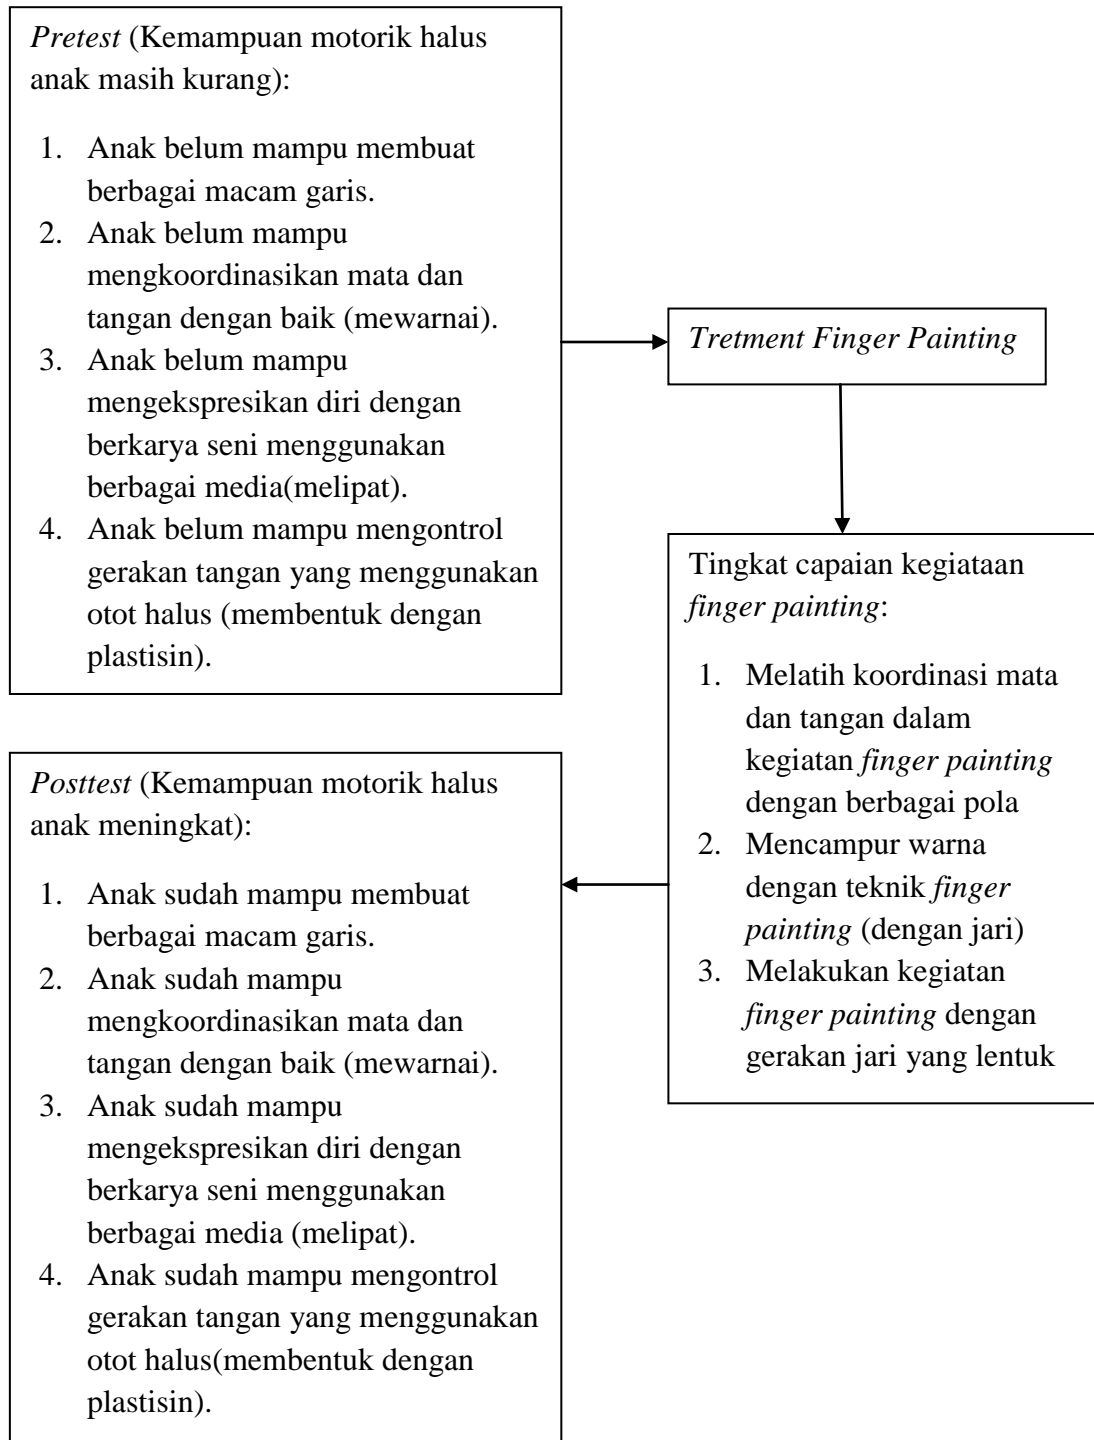 Pretest (Kemampuan motorik halus
anak masih kurang):
1. Anak belum mampu membuat
berbagai macam garis.
2. Anak belum mampu
mengkoordinasikan mata dan
tangan dengan baik (mewarnai).
3. Anak belum mampu
mengekspresikan diri dengan
berkarya seni menggunakan
berbagai media(melipat).
4. Anak belum mampu mengontrol
gerakan tangan yang menggunakan
otot halus (membentuk dengan
plastisin).
Tretment Finger Painting
Tingkat capaian kegiataan
finger painting:
1. Melatih koordinasi mata
dan tangan dalam
kegiatan finger painting
dengan berbagai pola
2. Mencampur warna
dengan teknik finger
painting (dengan jari)
3. Melakukan kegiatan
finger painting dengan
gerakan jari yang lentuk
Posttest (Kemampuan motorik halus
anak meningkat):
1. Anak sudah mampu membuat
berbagai macam garis.
2. Anak sudah mampu
mengkoordinasikan mata dan
tangan dengan baik (mewarnai).
3. Anak sudah mampu
mengekspresikan diri dengan
berkarya seni menggunakan
berbagai media (melipat).
4. Anak sudah mampu mengontrol
gerakan tangan yang menggunakan
otot halus(membentuk dengan
plastisin).